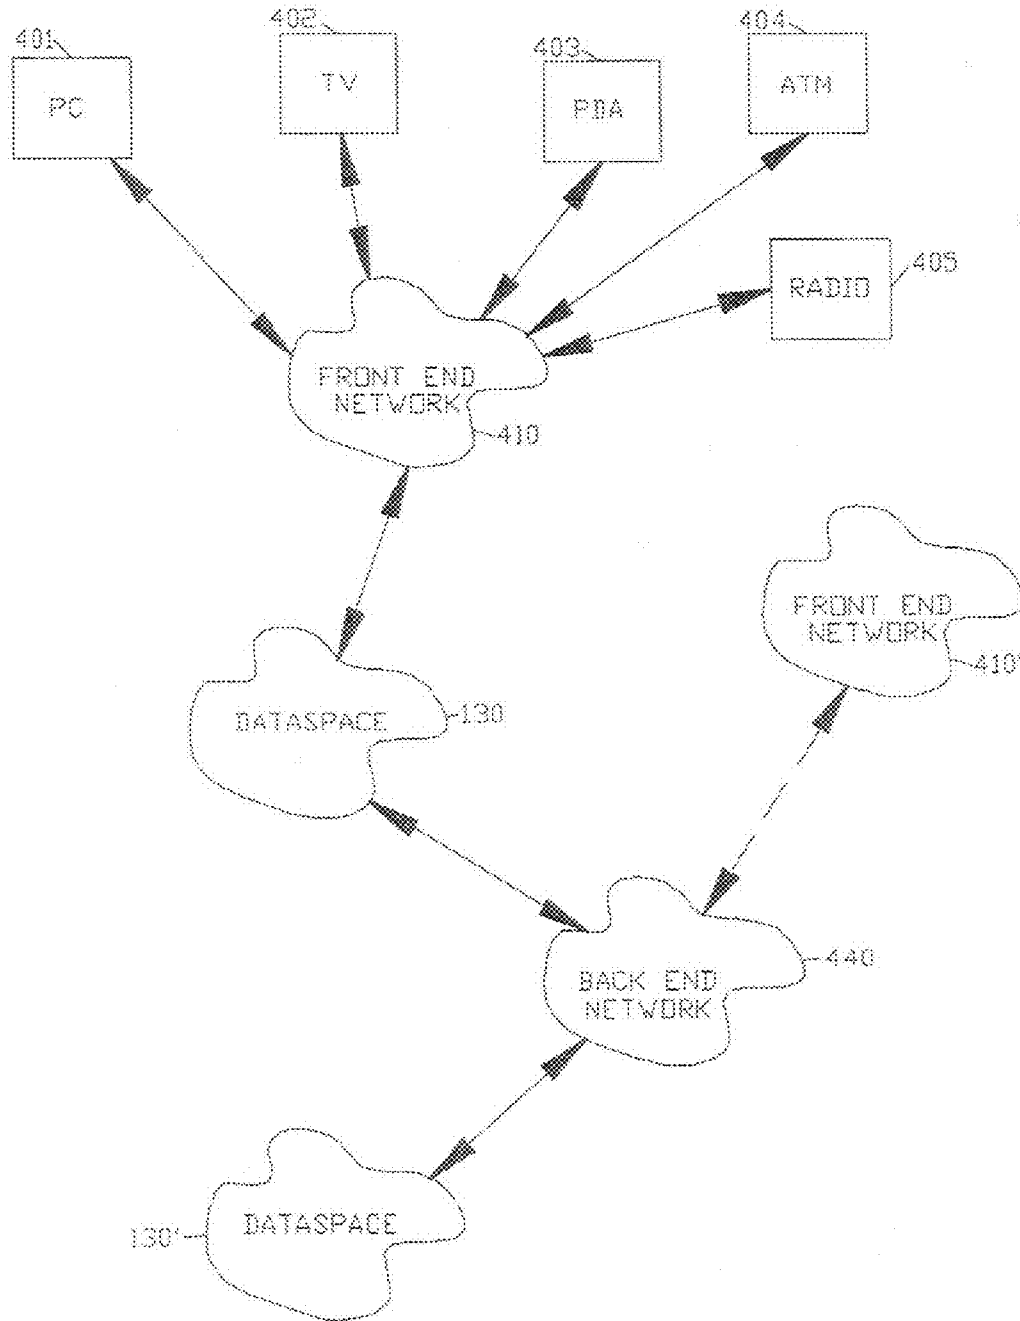 401
PC
402
TV
403
PDA
404
ATM
RADIO
405
FRONT END
NETWORK
410
FRONT END
NETWORK
410'
DATASPACE
130
BACK END
NETWORK
440
DATASPACE
130'